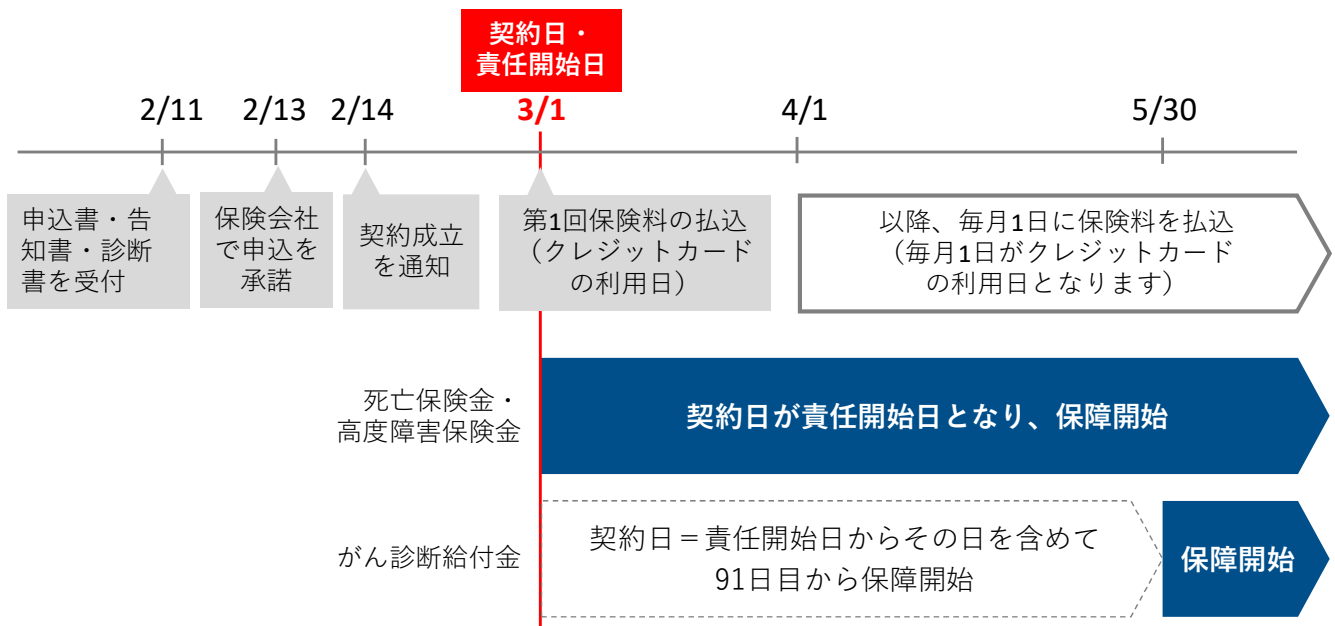 契約日・
責任開始日
2/11
2/13
2/14
3/1
4/1
5/30
申込書・告
知書・診断
書を受付
保険会社
で申込を
承諾
契約成立
を通知
第1回保険料の払込
（クレジットカード
の利用日）
以降、毎月1日に保険料を払込
（毎月1日がクレジットカード
の利用日となります）
死亡保険金・
高度障害保険金
契約日が責任開始日となり、保障開始
がん診断給付金
契約日＝責任開始日からその日を含めて
91日目から保障開始
保障開始